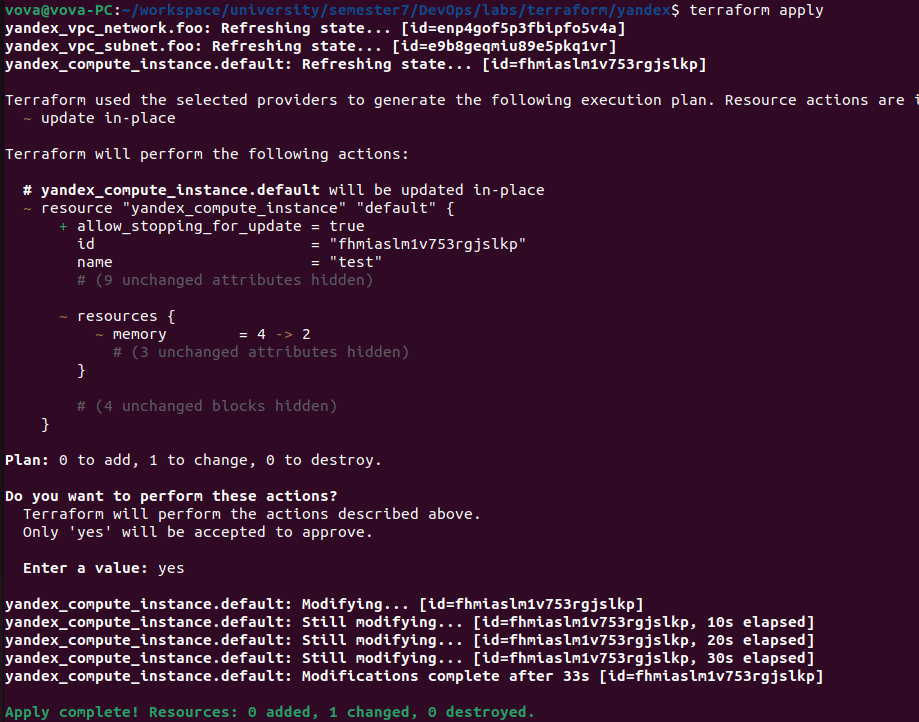 vova@vova-PC:~/workspace/university/semester7/DevOps/labs/terraform/yandex$ terraform apply
yandex_vpc_network.foo: Refreshing state... [id=enp4gof5p3fbipfo5v4a]
yandex_vpc_subnet.foo: Refreshing state... [id=e9b8geqmiu89e5pkq1vr]
yandex_compute_instance.default: Refreshing state... [id=fhmiaslm1v753rgjslkp]
Terraform used the selected providers to generate the following execution plan. Resource actions are
  ~ update in-place
Terraform will perform the following actions:
  # yandex_compute_instance.default will be updated in-place
  ~ resource "yandex_compute_instance" "default" {
      + allow_stopping_for_update = true
        id                        = "fhmiaslm1v753rgjslkp"
        name                      = "test"
        # (9 unchanged attributes hidden)
      ~ resources {
          ~ memory        = 4 -> 2
            # (3 unchanged attributes hidden)
        }
        # (4 unchanged blocks hidden)
    }
Plan: 0 to add, 1 to change, 0 to destroy.
Do you want to perform these actions?
  Terraform will perform the actions described above.
  Only 'yes' will be accepted to approve.
  Enter a value: yes
yandex_compute_instance.default: Modifying... [id=fhmiaslm1v753rgjslkp]
yandex_compute_instance.default: Still modifying... [id=fhmiaslm1v753rgjslkp, 10s elapsed]
yandex_compute_instance.default: Still modifying... [id=fhmiaslm1v753rgjslkp, 20s elapsed]
yandex_compute_instance.default: Still modifying... [id=fhmiaslm1v753rgjslkp, 30s elapsed]
yandex_compute_instance.default: Modifications complete after 33s [id=fhmiaslm1v753rgjslkp]
Apply complete! Resources: 0 added, 1 changed, 0 destroyed.